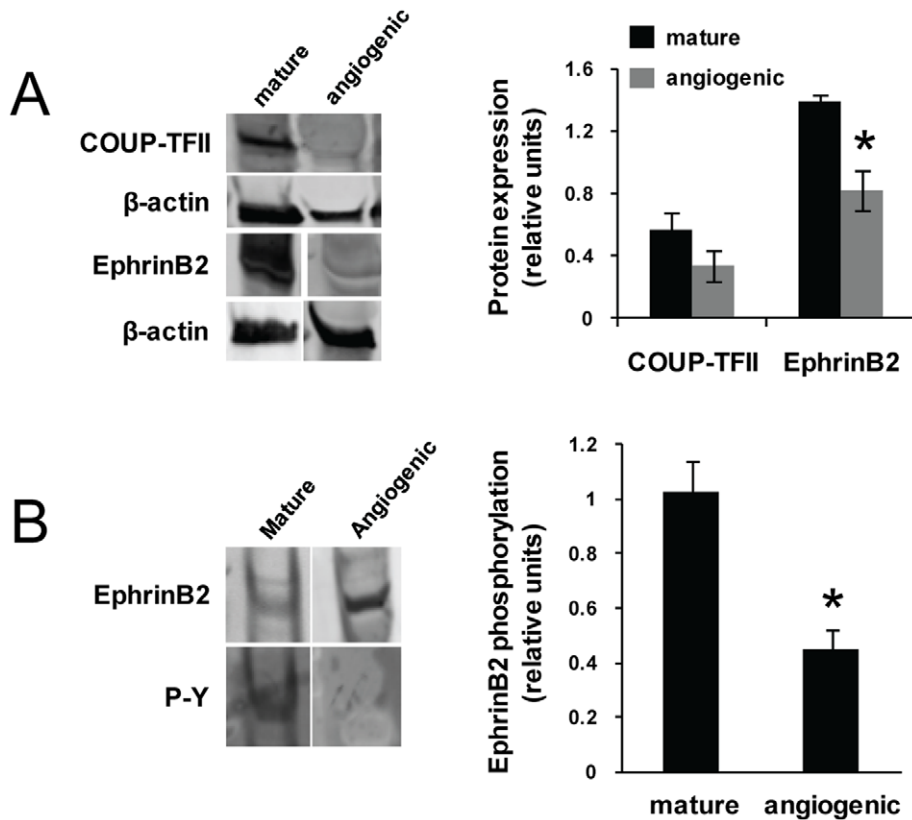 A
mature
angiogenic
COUP-TFII
β-actin
EphrinB2
β-actin
mature
angiogenic
Protein expression
(relative units)
1.6
1.2
0.8
0.4
0
*
COUP-TFII
EphrinB2
B
Mature
Angiogenic
EphrinB2
P-Y
EphrinB2 phosphorylation
(relative units)
1.2
1
0.8
0.6
0.4
0.2
0
*
mature
angiogenic